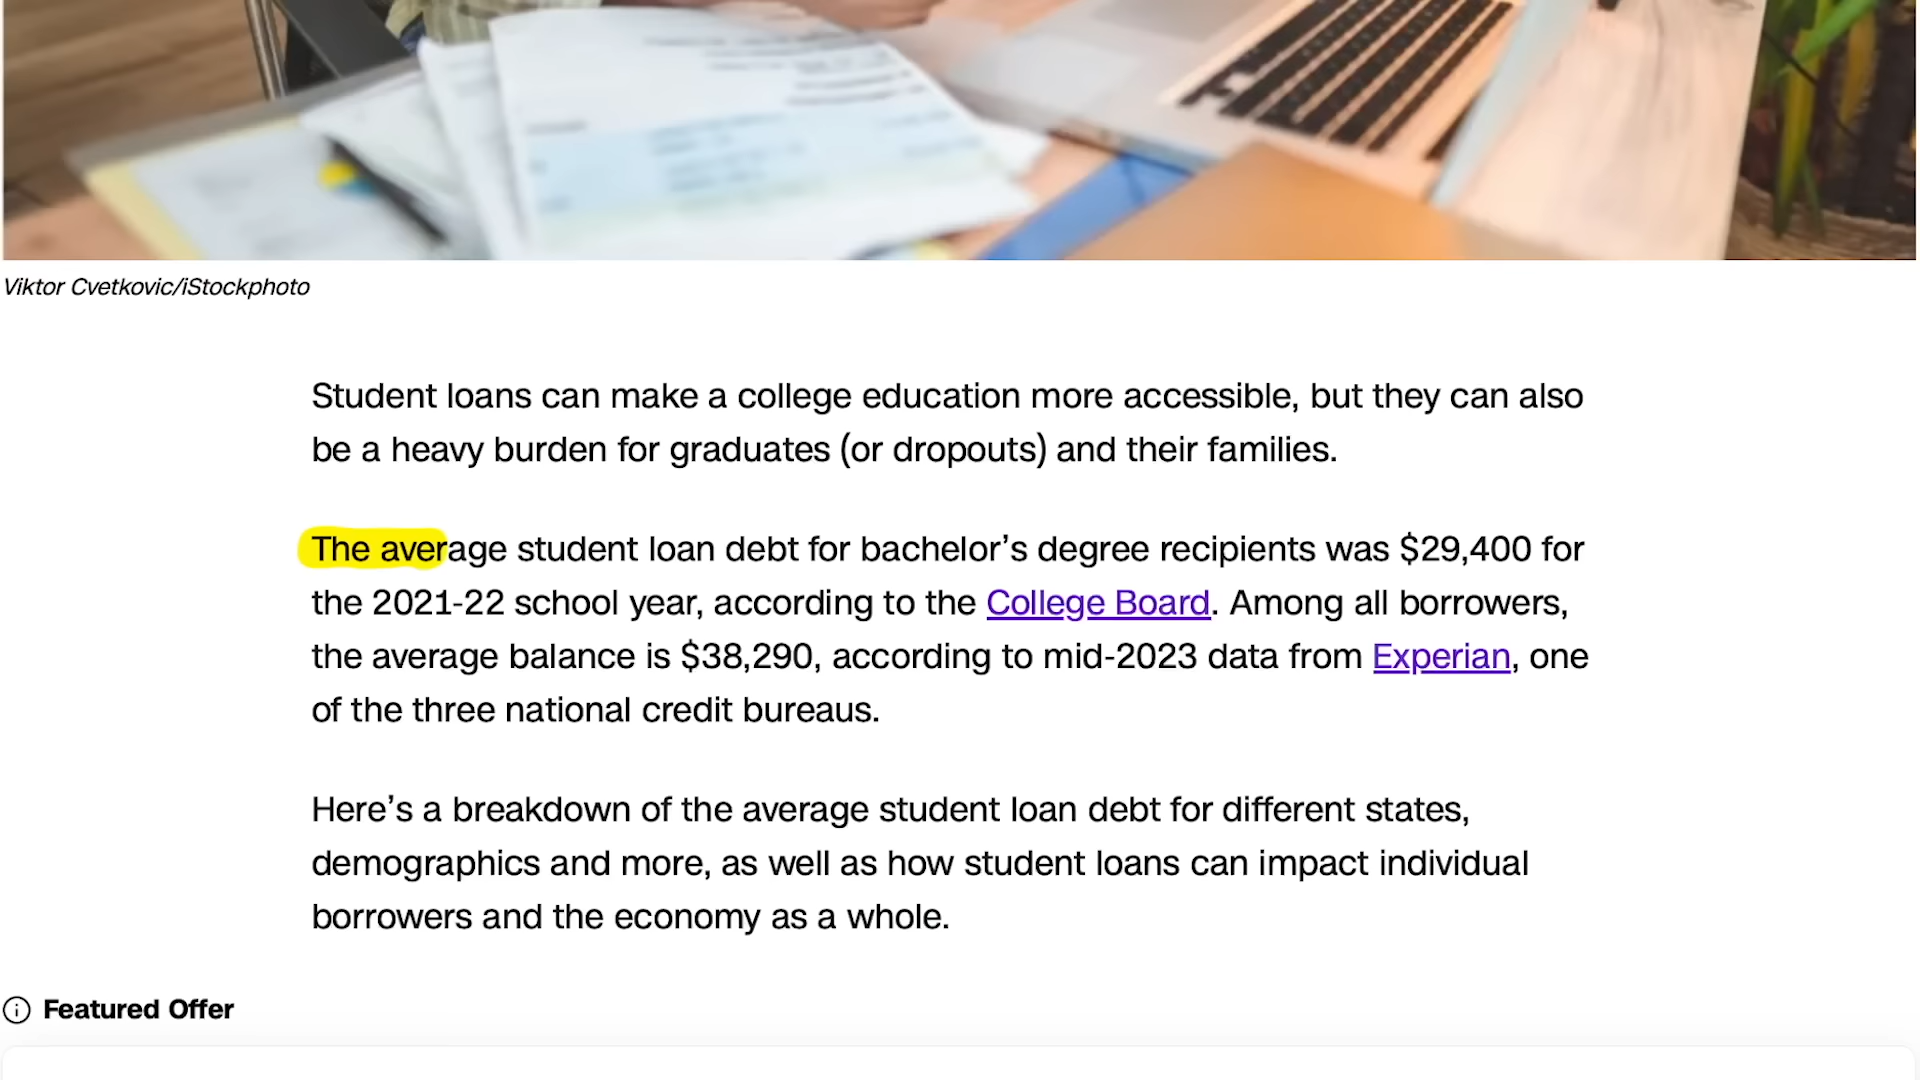 Viktor Cvetkovic/iStockphoto
Student loans can make a college education more accessible, but they can also
be a heavy burden for graduates (or dropouts) and their families.
The average student loan debt for bachelor’s degree recipients was $29,400 for
the 2021-22 school year, according to the College Board. Among all borrowers,
the average balance is $38,290, according to mid-2023 data from Experian, one
of the three national credit bureaus.
Here’s a breakdown of the average student loan debt for different states,
demographics and more, as well as how student loans can impact individual
borrowers and the economy as a whole.
Featured Offer